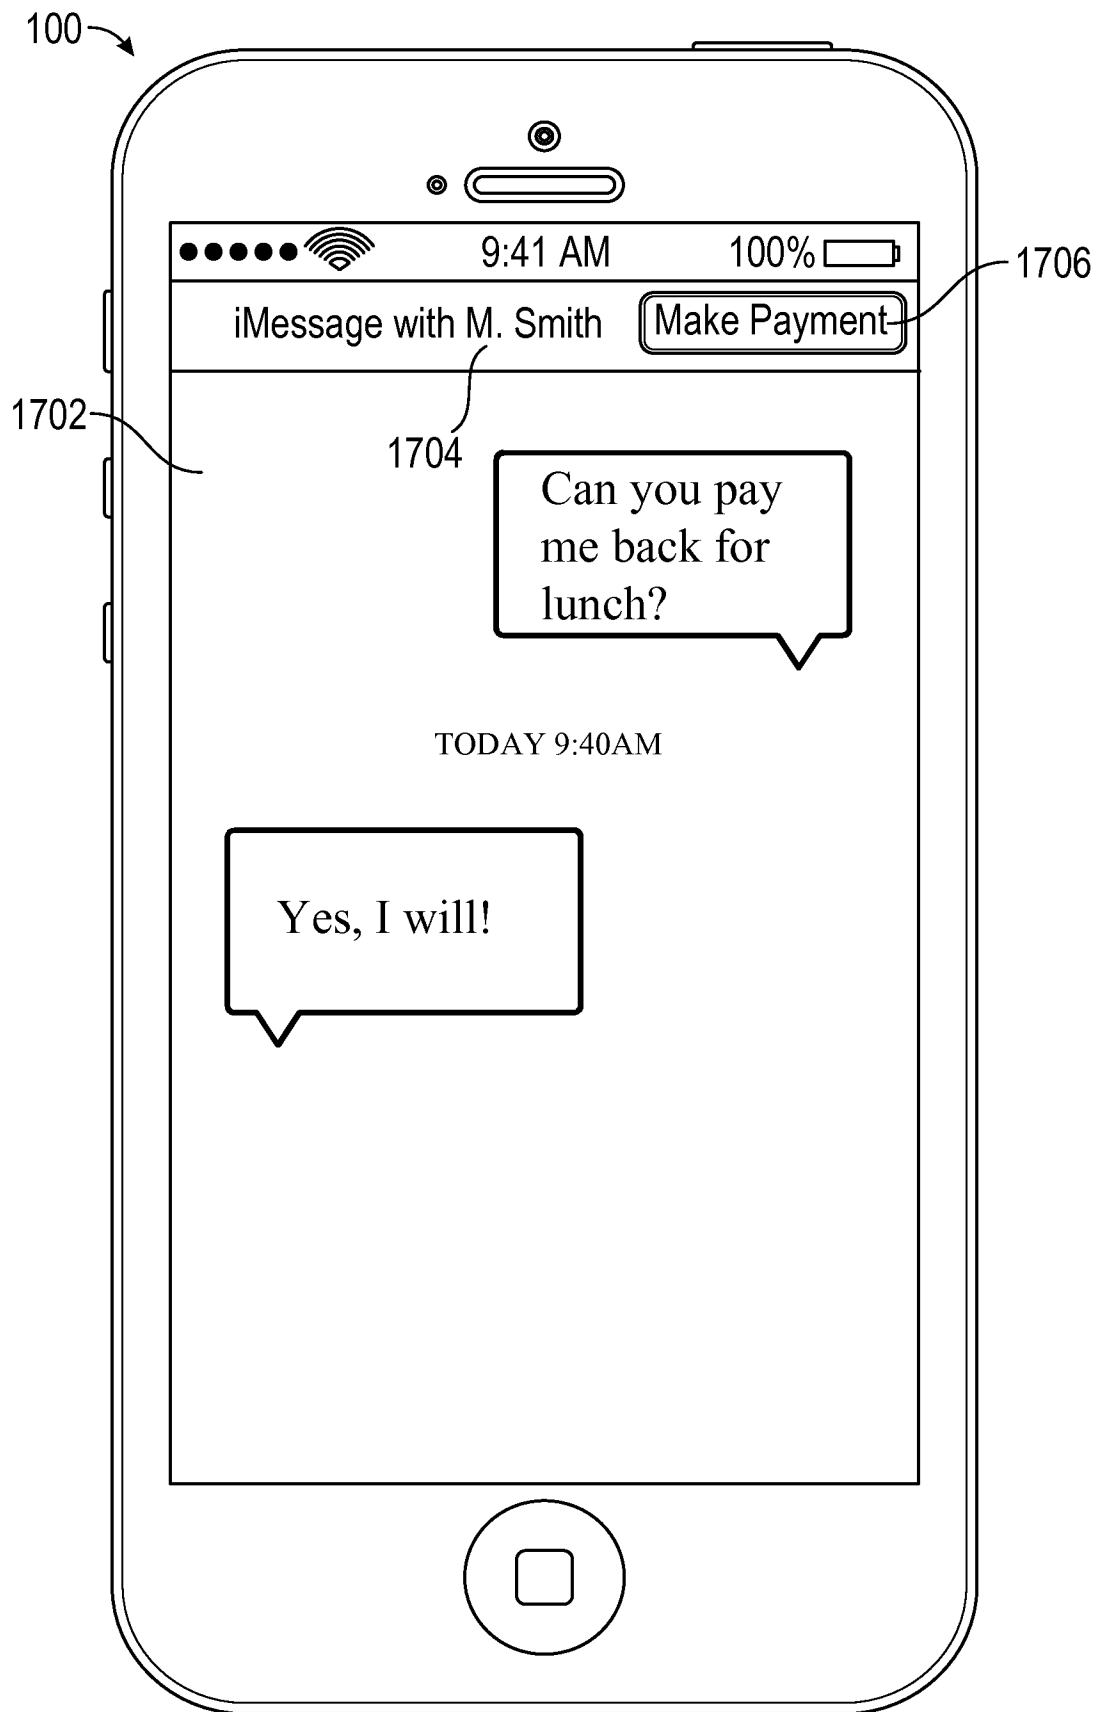 100
9:41 AM 100%
1706
iMessage with M. Smith Make Payment
1702
1704
Can you pay
me back for
lunch?
TODAY 9:40AM
Yes, I will!